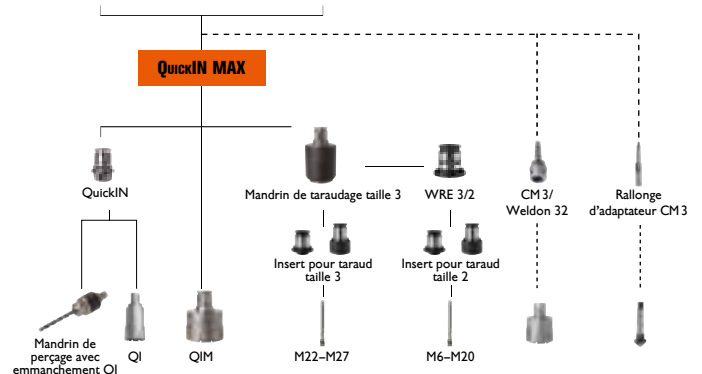 QuickIN MAX
QuickIN
Mandrin de taraudage taille 3
WRE 3/2
CM 3/
Weldon 32
Rallonge
d'adaptateur CM 3
Insert pour taraud
taille 3
Insert pour taraud
taille 2
Mandrin de
perçage avec
emmanchement QI
QI
QIM
M22–M27
M6–M20